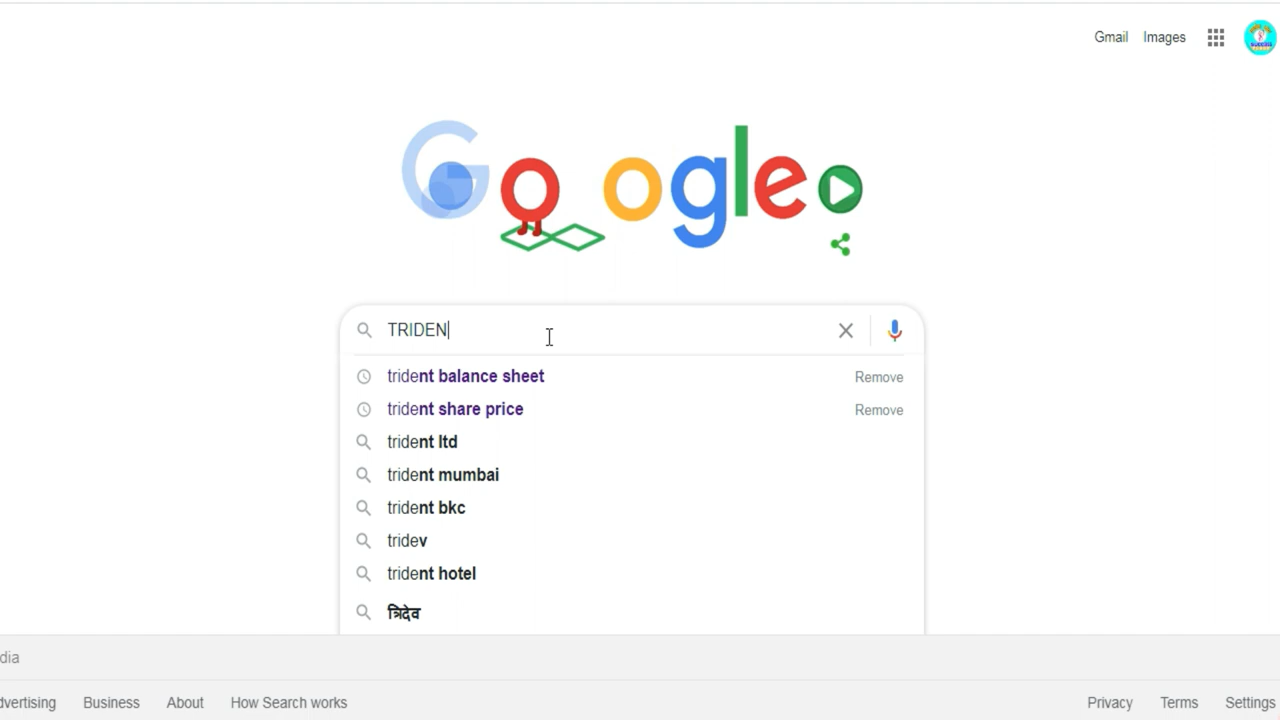 Gmail Images
Google
TRIDEN
trident balance sheet Remove
trident share price Remove
trident ltd
trident mumbai
trident bkc
tridev
trident hotel
त्रिदेव
dia
dvertising Business About How Search works Privacy Terms Settings